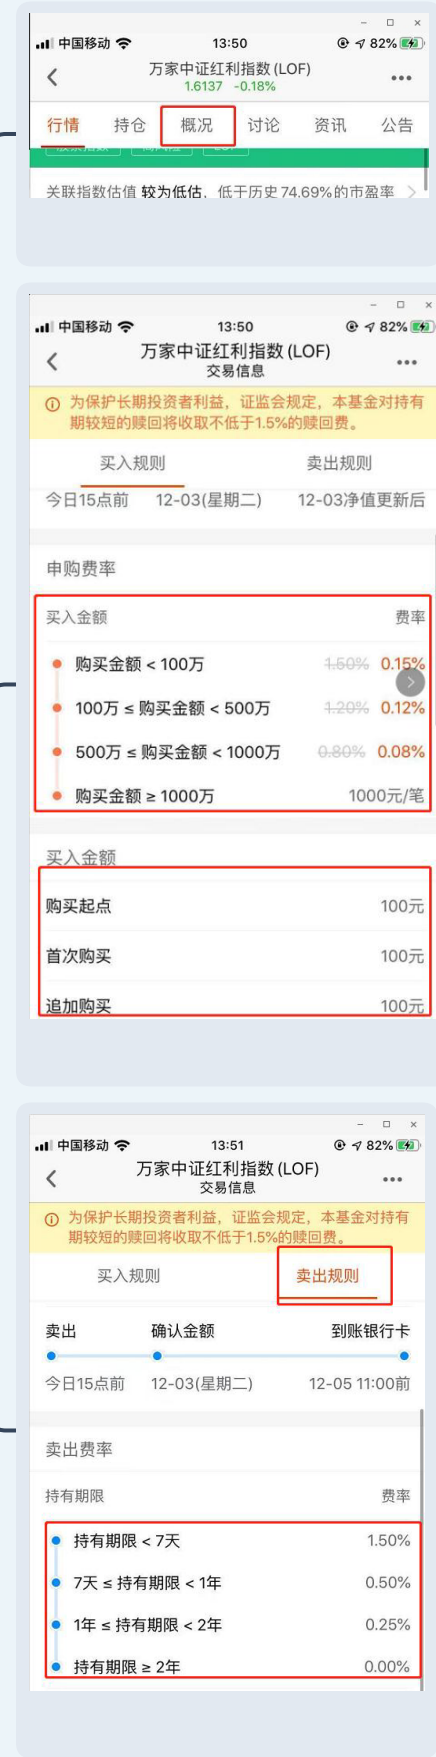 中国移动 13:50 82%
万家中证红利指数(LOF)
1.6137 -0.18%
行情 持仓 概况 讨论 资讯 公告
关联指数估值 较为低估，低于历史74.69%的市盈率
中国移动 13:50 82%
万家中证红利指数(LOF)
交易信息
为保护长期投资者利益，证监会规定，本基金对持有
期较短的赎回将收取不低于1.5%的赎回费。
买入规则 卖出规则
今日15点前 12-03(星期二) 12-03净值更新后
申购费率
买入金额 费率
购买金额 < 100万 1.50% 0.15%
100万 ≤ 购买金额 < 500万 1.20% 0.12%
500万 ≤ 购买金额 < 1000万 0.80% 0.08%
购买金额 ≥ 1000万 1000元/笔
买入金额
购买起点 100元
首次购买 100元
追加购买 100元
中国移动 13:51 82%
万家中证红利指数(LOF)
交易信息
为保护长期投资者利益，证监会规定，本基金对持有
期较短的赎回将收取不低于1.5%的赎回费。
买入规则 卖出规则
卖出 确认金额 到账银行卡
今日15点前 12-03(星期二) 12-05 11:00前
卖出费率
持有期限 费率
持有期限 < 7天 1.50%
7天 ≤ 持有期限 < 1年 0.50%
1年 ≤ 持有期限 < 2年 0.25%
持有期限 ≥ 2年 0.00%